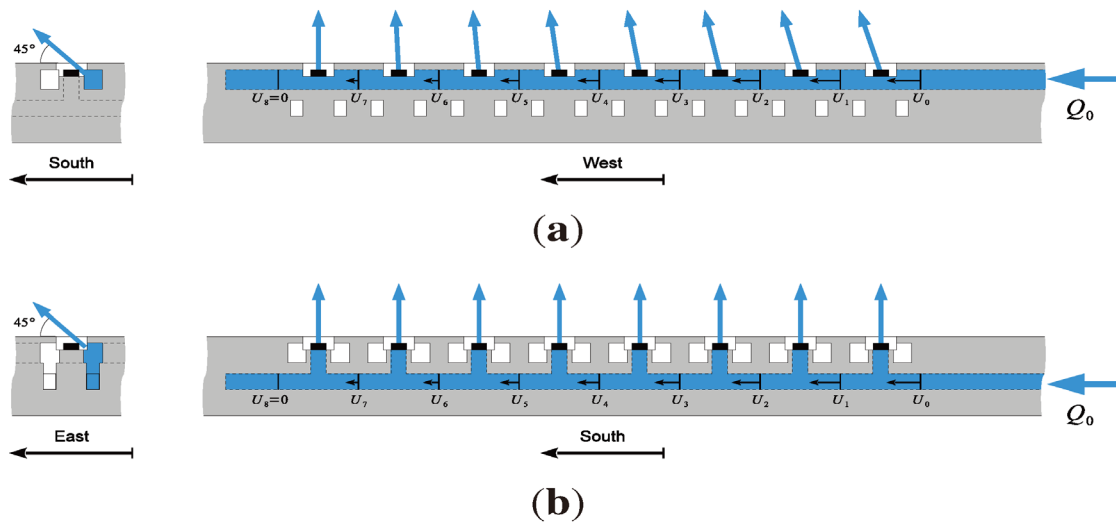 45°
U₈=0 U₇ U₆ U₅ U₄ U₃ U₂ U₁ U₀
Q₀
South
West
(a)
45°
U₈=0 U₇ U₆ U₅ U₄ U₃ U₂ U₁ U₀
Q₀
East
South
(b)